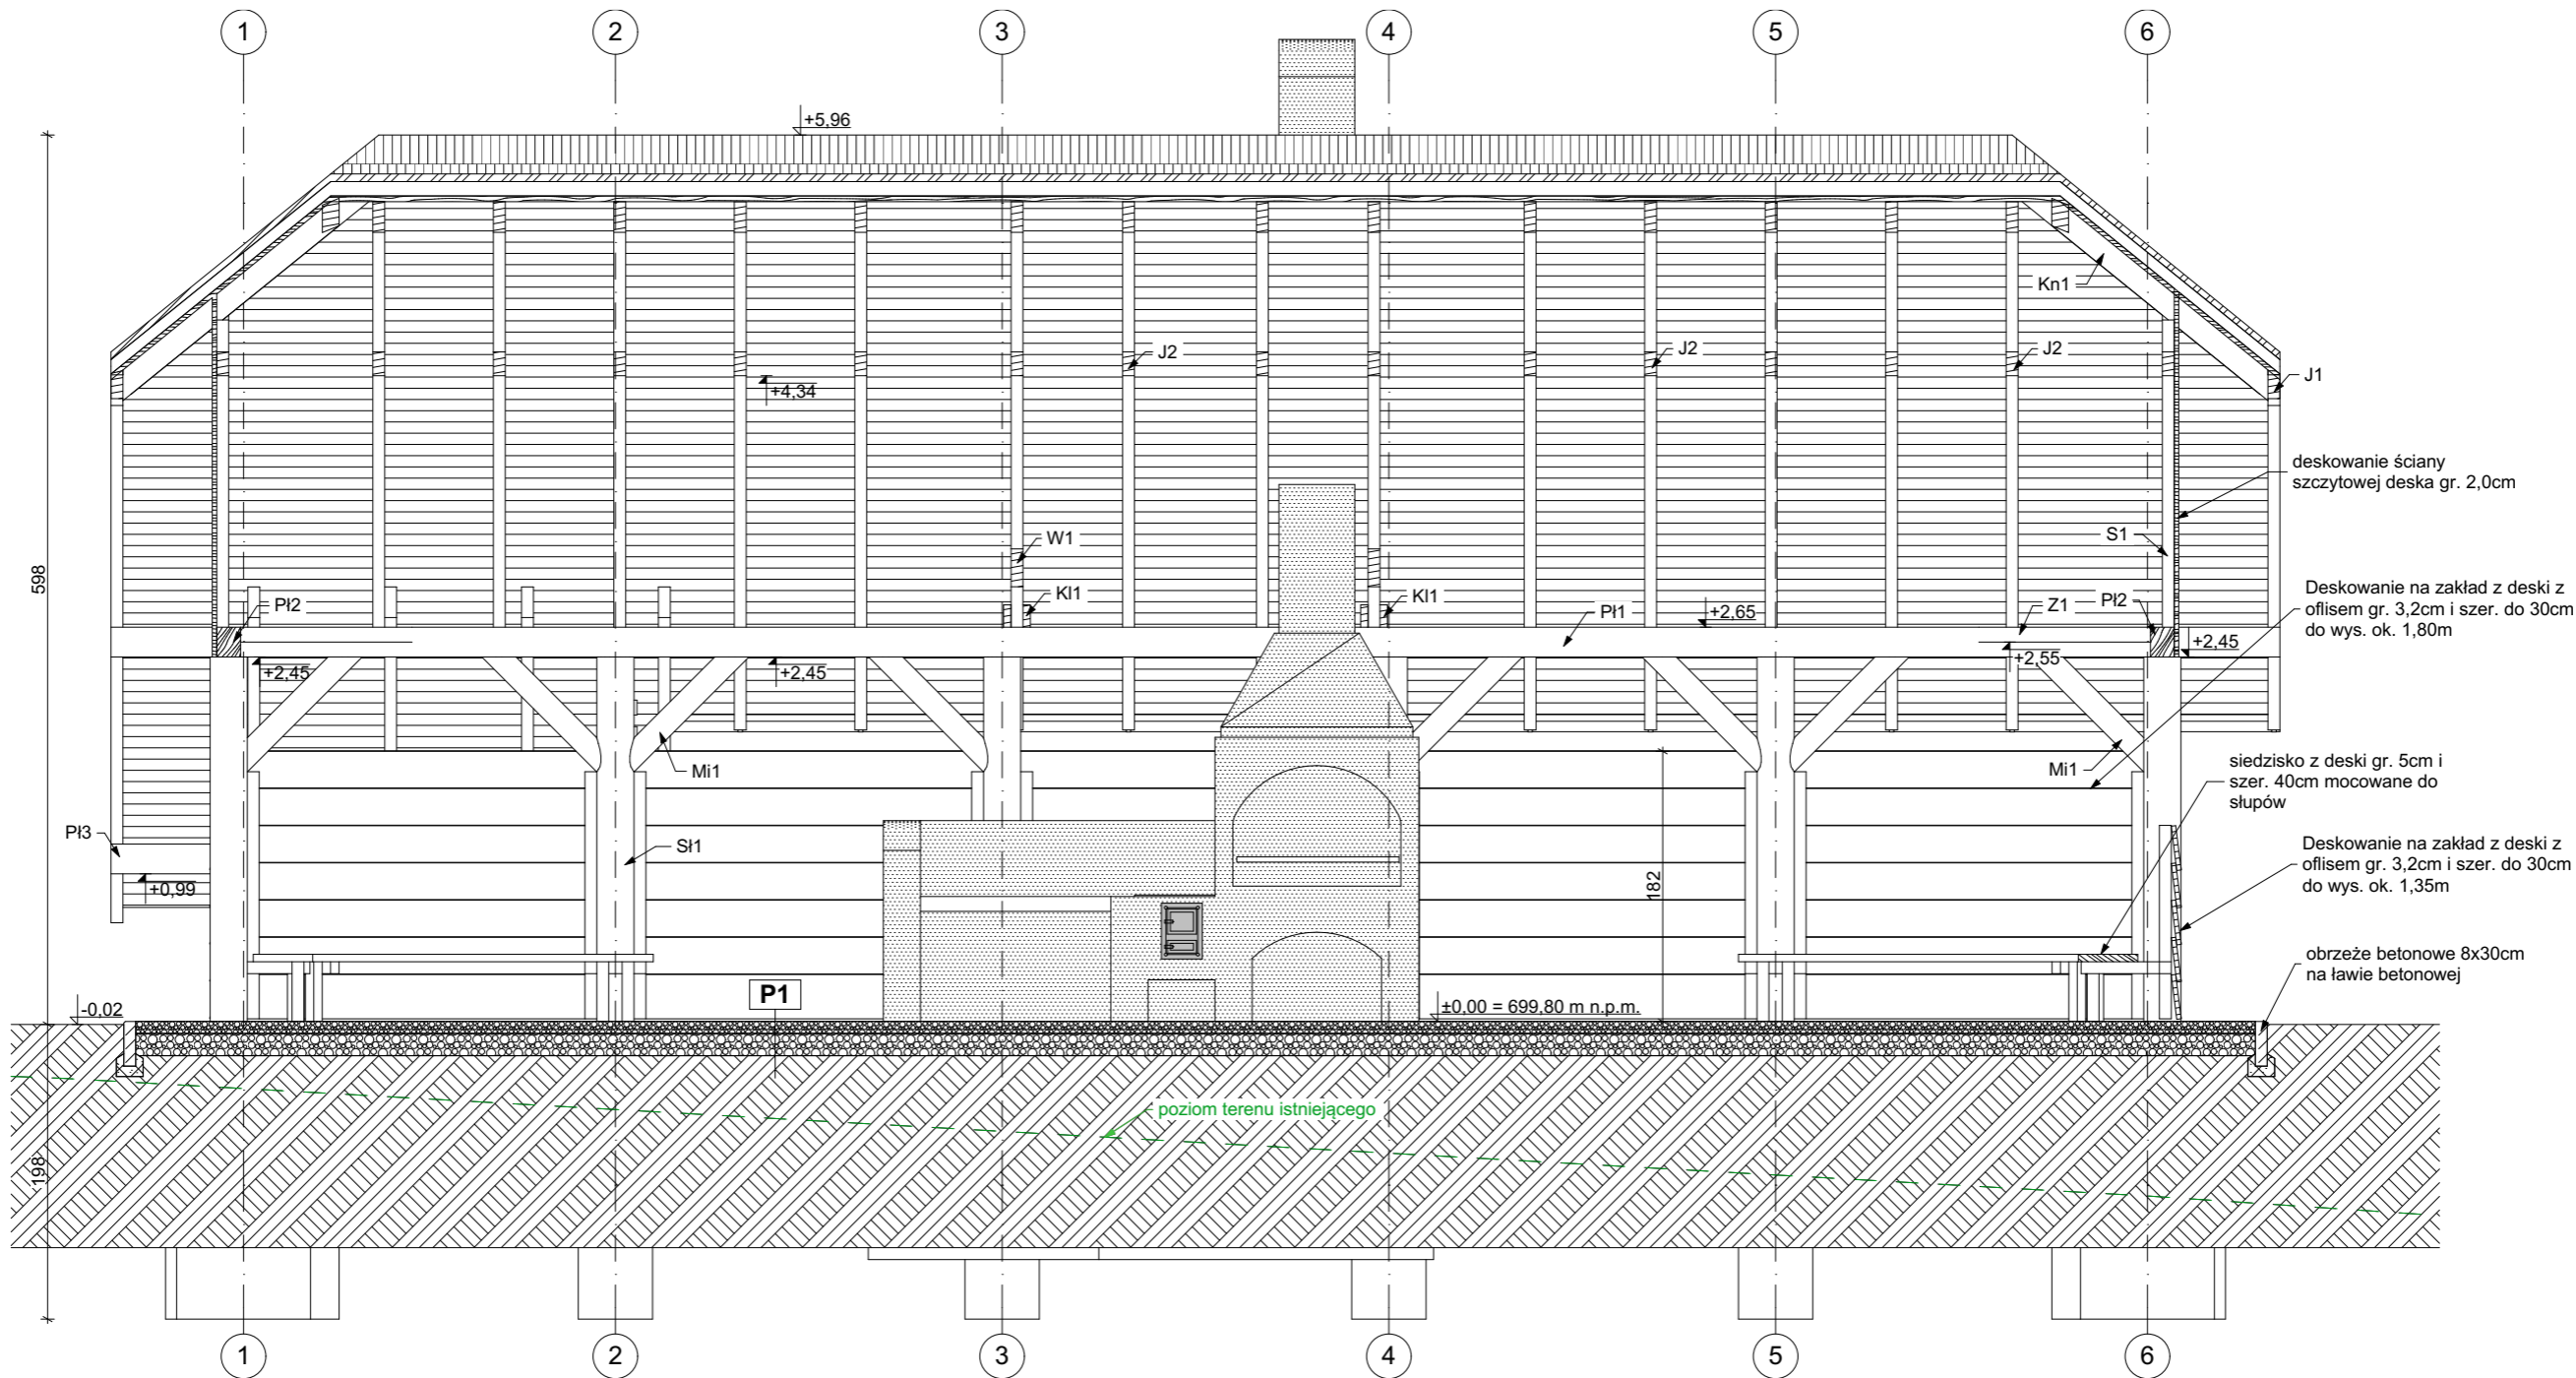 1 2 3 4 5 6
+5,96
Kn1
J2 J2 J2
J1
+4,34
deskowanie ściany
szczytowej deska gr. 2,0cm
W1
S1
598
Pł2
Kl1
Kl1
Pł1
+2,65
Z1
Pł2
Deskowanie na zakład z deski z
oflisem gr. 3,2cm i szer. do 30cm
do wys. ok. 1,80m
+2,45
+2,45
+2,55
+2,45
Mi1
Mi1
siedzisko z deski gr. 5cm i
szer. 40cm mocowane do
słupów
Pł3
Sł1
+0,99
182
Deskowanie na zakład z deski z
oflisem gr. 3,2cm i szer. do 30cm
do wys. ok. 1,35m
obrzeże betonowe 8x30cm
na ławie betonowej
P1
-0,02
±0,00 = 699,80 m n.p.m.
poziom terenu istniejącego
198
1 2 3 4 5 6